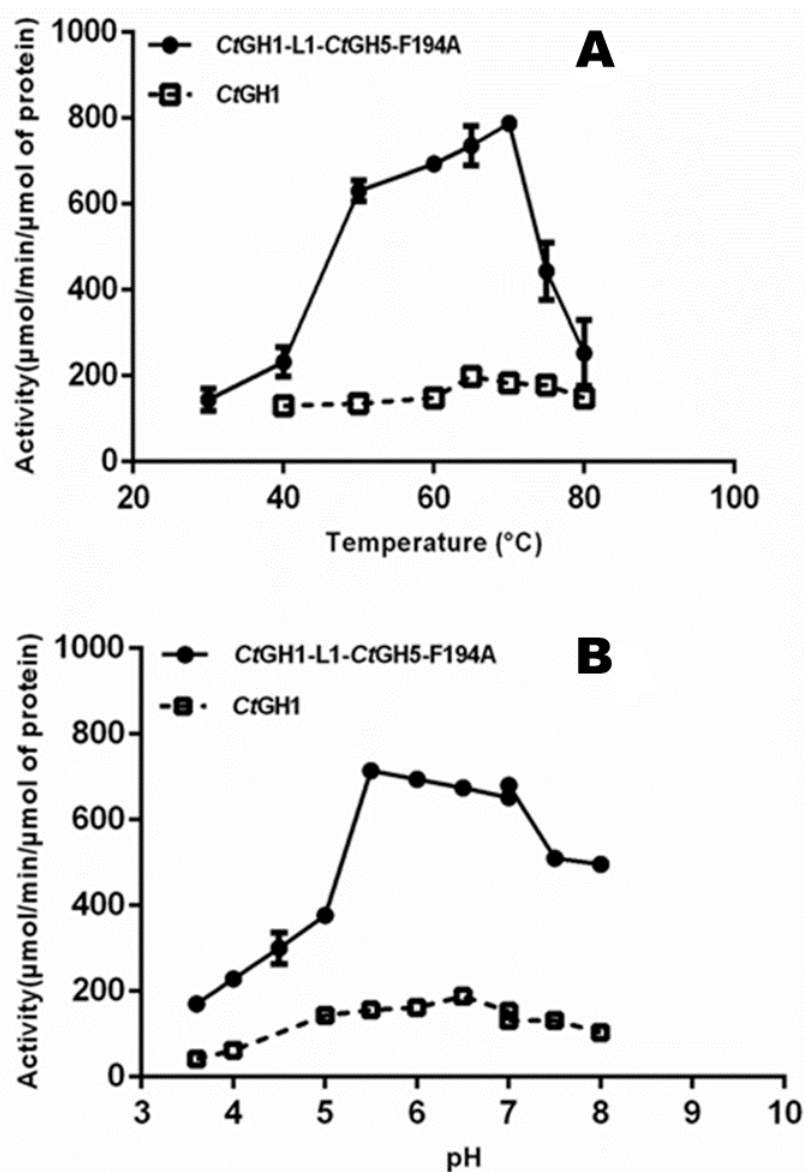 A
CtGH1-L1-CtGH5-F194A
CtGH1
Activity(µmol/min/µmol of protein)
1000
800
600
400
200
0
20 40 60 80 100
Temperature (°C)
B
CtGH1-L1-CtGH5-F194A
CtGH1
Activity(µmol/min/µmol of protein)
1000
800
600
400
200
0
3 4 5 6 7 8 9 10
pH